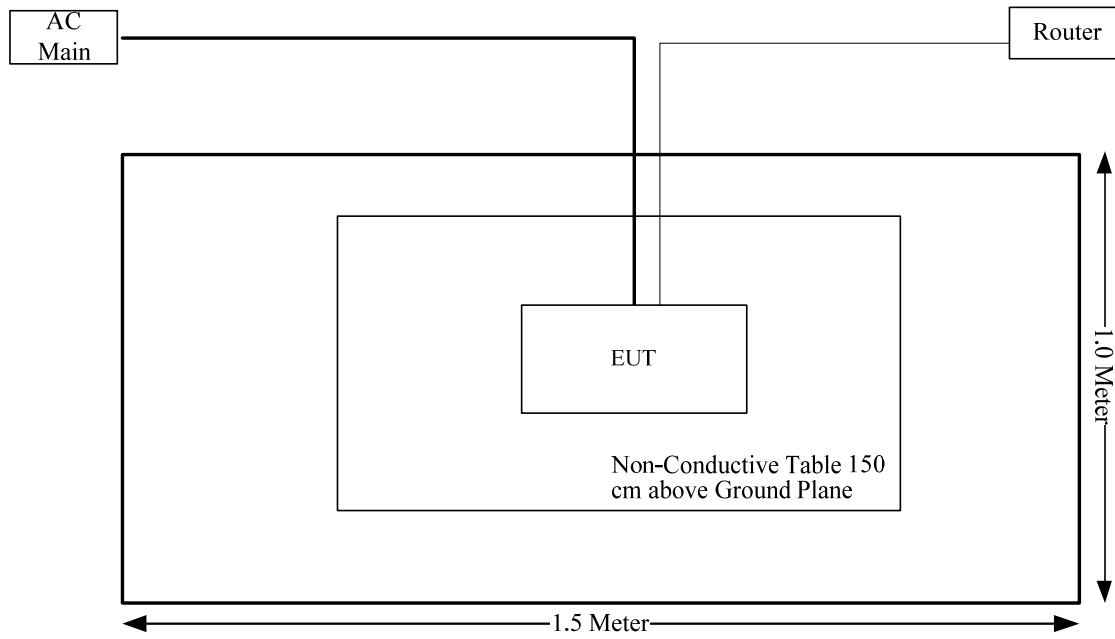 AC
Main
Router
EUT
Non-Conductive Table 150
cm above Ground Plane
1.0 Meter
1.5 Meter